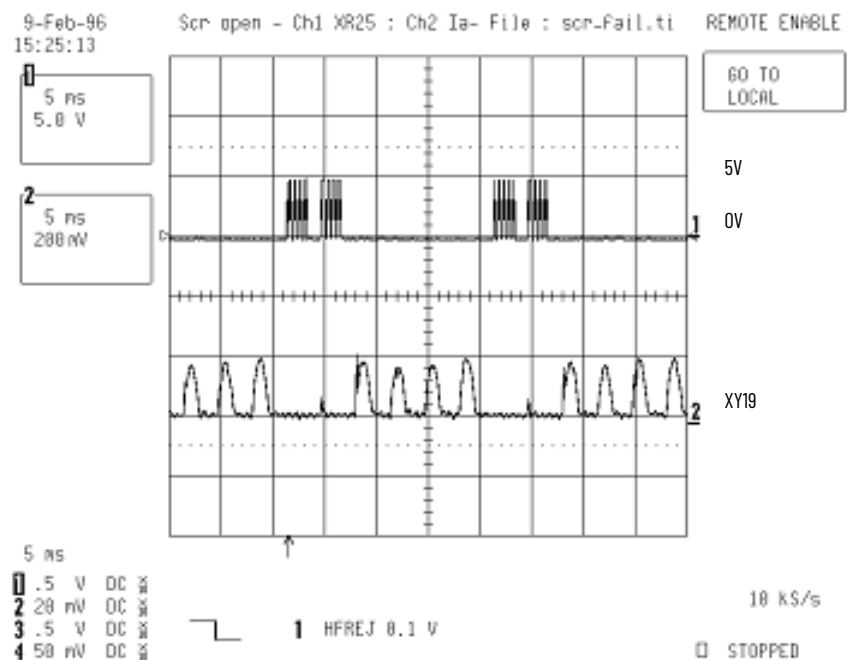 9-Feb-96
15:25:13
Scr open - Ch1 XR25 : Ch2 Ia- File : scr-fail.ti
REMOTE ENABLE
GO TO
LOCAL
1
5 ms
5.0 V
2
5 ms
200mV
5V
1
0V
2
XY19
5 ms
1 .5 V DC
2 20 mV DC
3 .5 V DC
4 50 mV DC
1 HFREJ 0.1 V
10 KS/s
STOPPED